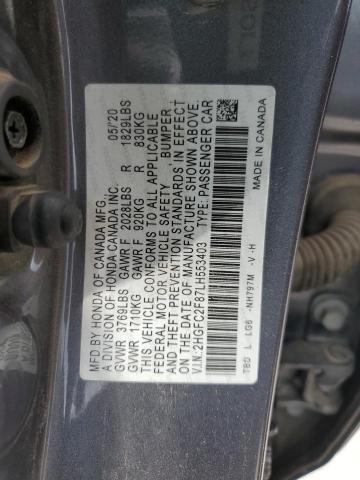 MFD BY HONDA OF CANADA MFG. 05/20
A DIVISION OF HONDA CANADA INC.
GVWR 3769LBS GAWR F 2028LBS R 1829LBS
GVWR 1710KG GAWR F 920KG R 830KG
THIS VEHICLE CONFORMS TO ALL APPLICABLE
FEDERAL MOTOR VEHICLE SAFETY BUMPER,
THEFT PREVENTION STANDARDS IN EFFECT
ON THE DATE OF MANUFACTURE SHOWN ABOVE.
V.I.N: 2HGFC2F87LH553403 TYPE: PASSENGER CAR
TBD L LG6 -NH797M -V-H MADE IN CANADA